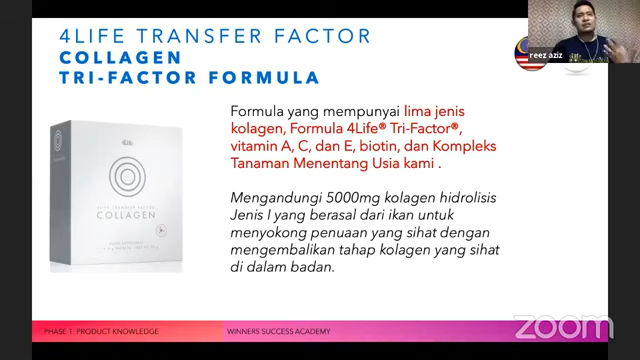 4LIFE TRANSFER FACTOR
COLLAGEN
TRI-FACTOR FORMULA
reez aziz
Formula yang mempunyai lima jenis
kolagen, Formula 4Life® Tri-Factor®,
vitamin A, C, dan E, biotin, dan Kompleks
Tanaman Menentang Usia kami .
Mengandungi 5000mg kolagen hidrolisis
Jenis I yang berasal dari ikan untuk
menyokong penuaan yang sihat dengan
mengembalikan tahap kolagen yang sihat
di dalam badan.
4Life
COLLAGEN
PHASE 1 PRODUCT KNOWLEDGE
WINNERS SUCCESS ACADEMY
zoom